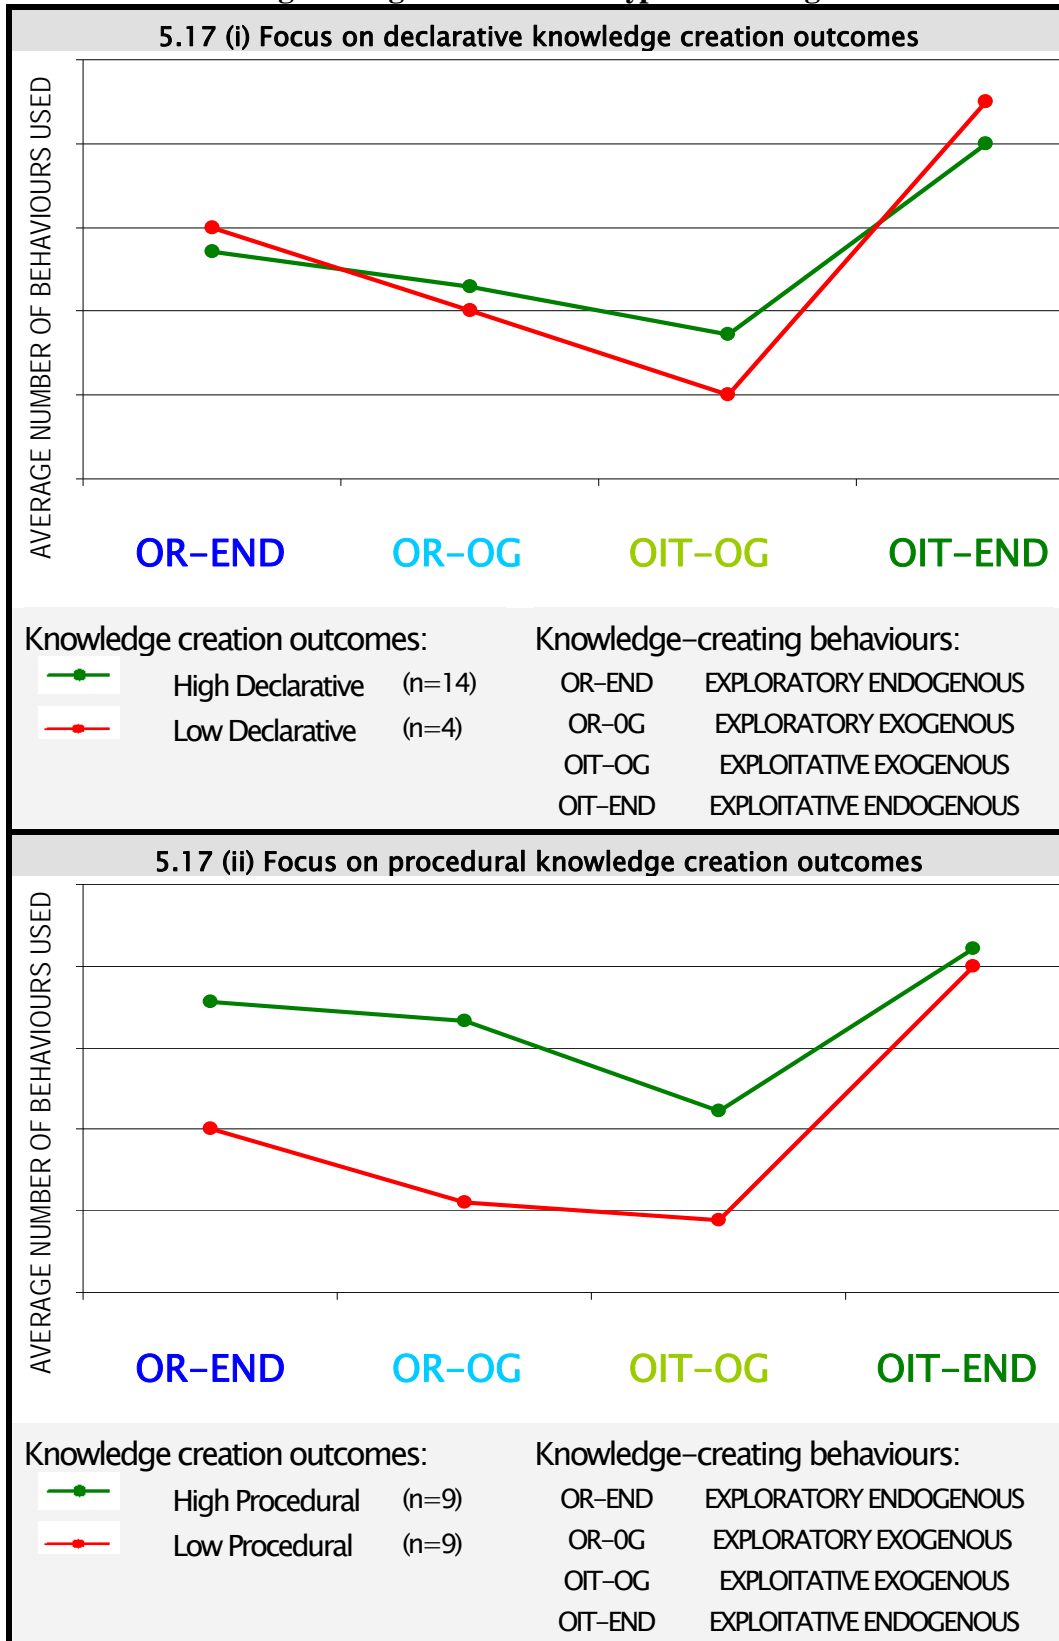 5.17 (i) Focus on declarative knowledge creation outcomes
AVERAGE NUMBER OF BEHAVIOURS USED
OR–END OR–OG OIT–OG OIT–END
Knowledge creation outcomes:
High Declarative (n=14)
Low Declarative (n=4)
Knowledge–creating behaviours:
OR–END EXPLORATORY ENDOGENOUS
OR–0G EXPLORATORY EXOGENOUS
OIT–OG EXPLOITATIVE EXOGENOUS
OIT–END EXPLOITATIVE ENDOGENOUS
5.17 (ii) Focus on procedural knowledge creation outcomes
AVERAGE NUMBER OF BEHAVIOURS USED
OR–END OR–OG OIT–OG OIT–END
Knowledge creation outcomes:
High Procedural (n=9)
Low Procedural (n=9)
Knowledge–creating behaviours:
OR–END EXPLORATORY ENDOGENOUS
OR–0G EXPLORATORY EXOGENOUS
OIT–OG EXPLOITATIVE EXOGENOUS
OIT–END EXPLOITATIVE ENDOGENOUS